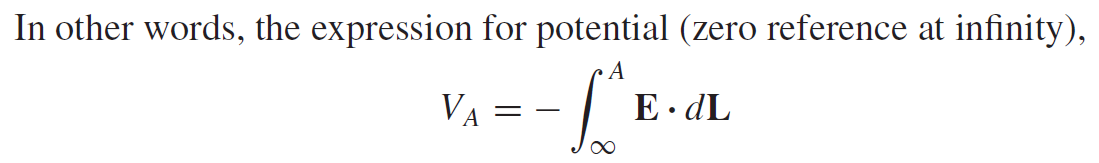 In other words, the expression for potential (zero reference at infinity),
V_A = − ∫_∞^A E · dL